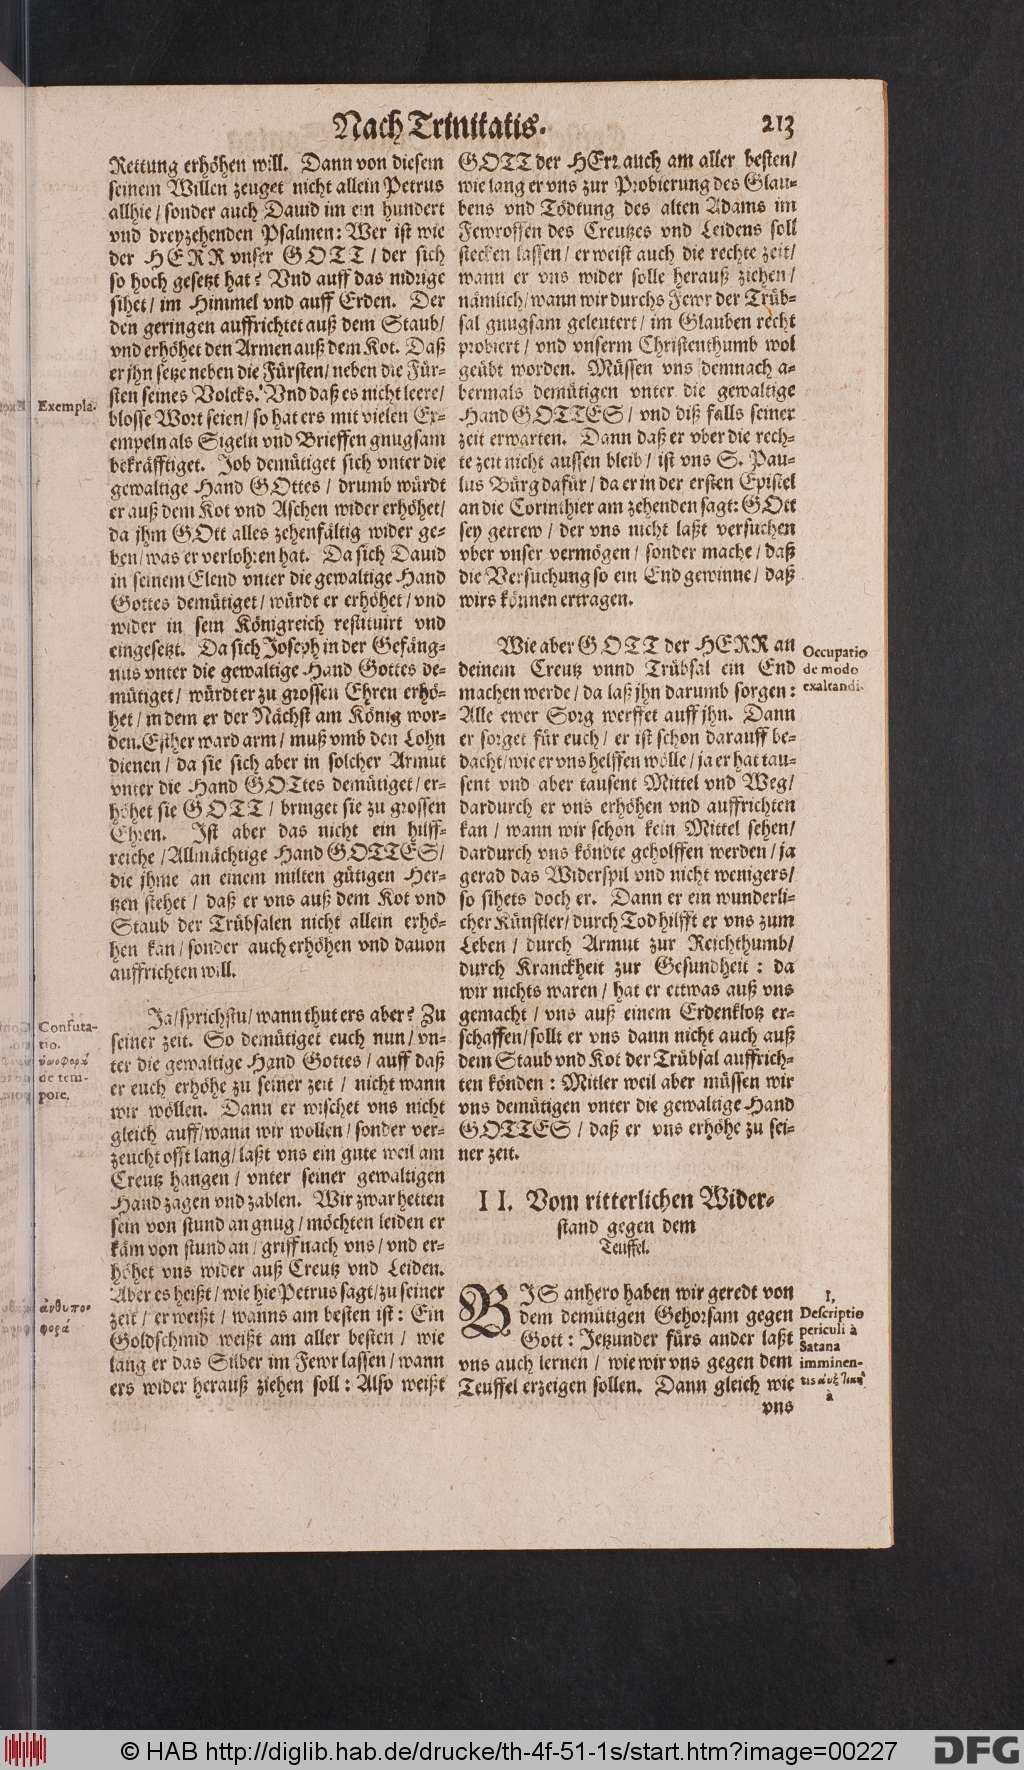 Nach Trinitatis. 213
Rettung erhöhen will. Dann von diesem
seinem Willen zeuget nicht allein Petrus
allhie / sonder auch Dauid im ein hundert
vnd dreyzehenden Psalmen: Wer ist wie
der HERR vnser GOTT / der sich
so hoch gesetzt hat? Vnd auff das nidrige
sihet / im Himmel vnd auff Erden. Der
den geringen auffrichtet auß dem Staub /
vnd erhöhet den Armen auß dem Kot. Daß
er jhn setze neben die Fürsten / neben die Für-
sten seines Volcks. Vnd daß es nicht leere /
Exempla.
blosse Wort seien / so hat ers mit vielen Ex-
empeln als Sigeln vnd Brieffen gnugsam
bekräfftiget. Job demütiget sich vnter die
gewaltige Hand GOttes / drumb würdt
er auß dem Kot vnd Aschen wider erhöhet /
da jhm GOtt alles zehenfältig wider ge-
ben / was er verlohren hat. Da sich Dauid
in seinem Elend vnter die gewaltige Hand
Gottes demütiget / würdt er erhöhet / vnd
wider in sein Königreich restituirt vnd
eingesetzt. Da sich Joseph in der Gefäng-
nus vnter die gewaltige Hand Gottes de-
mütiget / würdt er zu grossen Ehren erhö-
het / in dem er der Nächst am König wor-
den. Esther ward arm / muß vmb den Lohn
dienen / da sie sich aber in solcher Armut
vnter die Hand GOTtes demütiget / er-
höhet sie GOTT / bringet sie zu grossen
Ehren. Ist aber das nicht ein hilff-
reiche / Allmächtige Hand GOTTES /
die jhme an einem milten gütigen Her-
tzen stehet / daß er vns auß dem Kot vnd
Staub der Trübsalen nicht allein erhö-
hen kan / sonder auch erhöhen vnd dauon
auffrichten will.
Ja / sprichstu / wann thut ers aber? Zu
Confuta-
tio.
de tem-
pore.
seiner zeit. So demütiget euch nun / vn-
ter die gewaltige Hand Gottes / auff daß
er euch erhöhe zu seiner zeit / nicht wann
wir wöllen. Dann er wischet vns nicht
gleich auff / wann wir wollen / sonder ver-
zeucht offt lang / laßt vns ein gute weil am
Creutz hangen / vnter seiner gewaltigen
Hand zagen vnd zablen. Wir zwar hetten
sein von stund an gnug / möchten leiden er
käm von stund an / griff nach vns / vnd er-
höhet vns wider auß Creutz vnd Leiden.
Aber es heißt / wie hie Petrus sagt / zu seiner
ἀνθυπο-
φορά
zeit / er weißt / wanns am besten ist: Ein
Goldschmid weißt am aller besten / wie
lang er das Silber im Fewr lassen / wann
ers wider herauß ziehen soll: Also weißt
GOTT der HErr auch am aller besten /
wie lang er vns zur Probierung des Glau-
bens vnd Tödtung des alten Adams im
Fewrossen des Creutzes vnd Leidens soll
stecken lassen / er weist auch die rechte zeit /
wann er vns wider solle herauß ziehen /
nämlich / wann wir durchs Fewr der Trüb-
sal gnugsam geleutert / im Glauben recht
probiert / vnd vnserm Christenthumb wol
geübt worden. Müssen vns demnach a-
bermals demütigen vnter die gewaltige
Hand GOTTES / vnd diß falls seiner
zeit erwarten. Dann daß er vber die rech-
te zeit nicht aussen bleib / ist vns S. Pau-
lus Bürg dafür / da er in der ersten Epistel
an die Corinthier am zehenden sagt: GOtt
sey getrew / der vns nicht laßt versuchen
vber vnser vermögen / sonder mache / daß
die Versuchung so ein End gewinne / daß
wirs können ertragen.
Wie aber GOTT der HERR an
Occupatio
de modo
exaltandi.
deinem Creutz vnnd Trübsal ein End
machen werde / da laß jhn darumb sorgen:
Alle ewer Sorg werffet auff jhn. Dann
er sorget für euch / er ist schon darauff be-
dacht / wie er vns helffen wölle / ja er hat tau-
sent vnd aber tausent Mittel vnd Weg /
dardurch er vns erhöhen vnd auffrichten
kan / wann wir schon kein Mittel sehen /
dardurch vns köndte geholffen werden / ja
gerad das Widerspil vnd nicht wenigers /
so sihets doch er. Dann er ein wunderli-
cher Künstler / durch Tod hilfft er vns zum
Leben / durch Armut zur Reichthumb /
durch Kranckheit zur Gesundheit: da
wir nichts waren / hat er ettwas auß vns
gemacht / vns auß einem Erdenklotz er-
schaffen / sollt er vns dann nicht auch auß
dem Staub vnd Kot der Trübsal auffrich-
ten könden: Mitler weil aber müssen wir
vns demütigen vnter die gewaltige Hand
GOTTES / daß er vns erhöhe zu sei-
ner zeit.
II. Vom ritterlichen Wider-
stand gegen dem
Teuffel.
BIS anhero haben wir geredt von
dem demütigen Gehorsam gegen
Gott: Jetzunder fürs ander laßt
vns auch lernen / wie wir vns gegen dem
Teuffel erzeigen sollen. Dann gleich wie
1.
Descriptio
periculi à
Satana
imminen-
tis
à
vns
© HAB http://diglib.hab.de/drucke/th-4f-51-1s/start.htm?image=00227
DFG